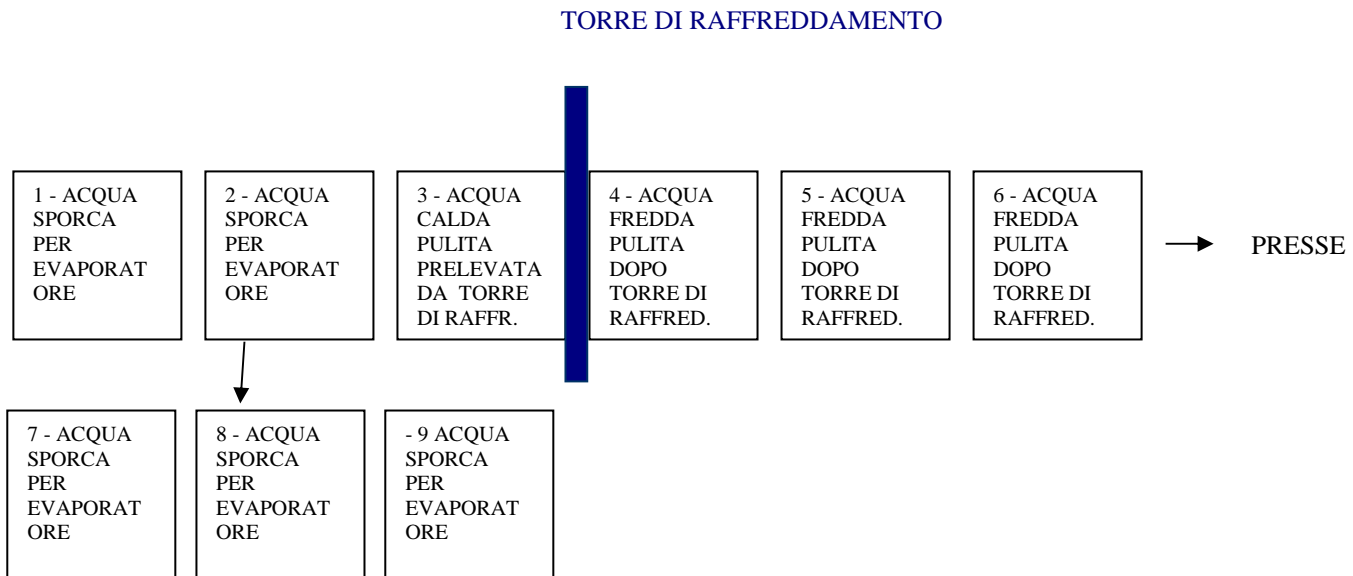 TORRE DI RAFFREDDAMENTO
1 - ACQUA
SPORCA
PER
EVAPORAT
ORE
2 - ACQUA
SPORCA
PER
EVAPORAT
ORE
3 - ACQUA
CALDA
PULITA
PRELEVATA
DA TORRE
DI RAFFR.
4 - ACQUA
FREDDA
PULITA
DOPO
TORRE DI
RAFFRED.
5 - ACQUA
FREDDA
PULITA
DOPO
TORRE DI
RAFFRED.
6 - ACQUA
FREDDA
PULITA
DOPO
TORRE DI
RAFFRED.
PRESSE
7 - ACQUA
SPORCA
PER
EVAPORAT
ORE
8 - ACQUA
SPORCA
PER
EVAPORAT
ORE
- 9 ACQUA
SPORCA
PER
EVAPORAT
ORE